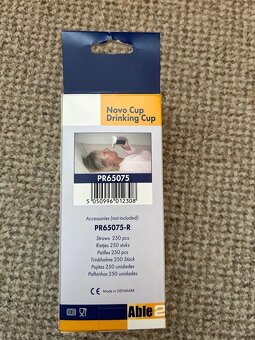 Novo Cup
Drinking Cup
PR65075
5 050996 012308
Accessories (not included)
PR65075-R
Straws 250 pcs
Rietjes 250 stuks
Pailles 250 pcs
Trinkhalme 250 Stück
Pajitas 250 unidades
Palhinhas 250 unidades
CE Made in DENMARK
Able2